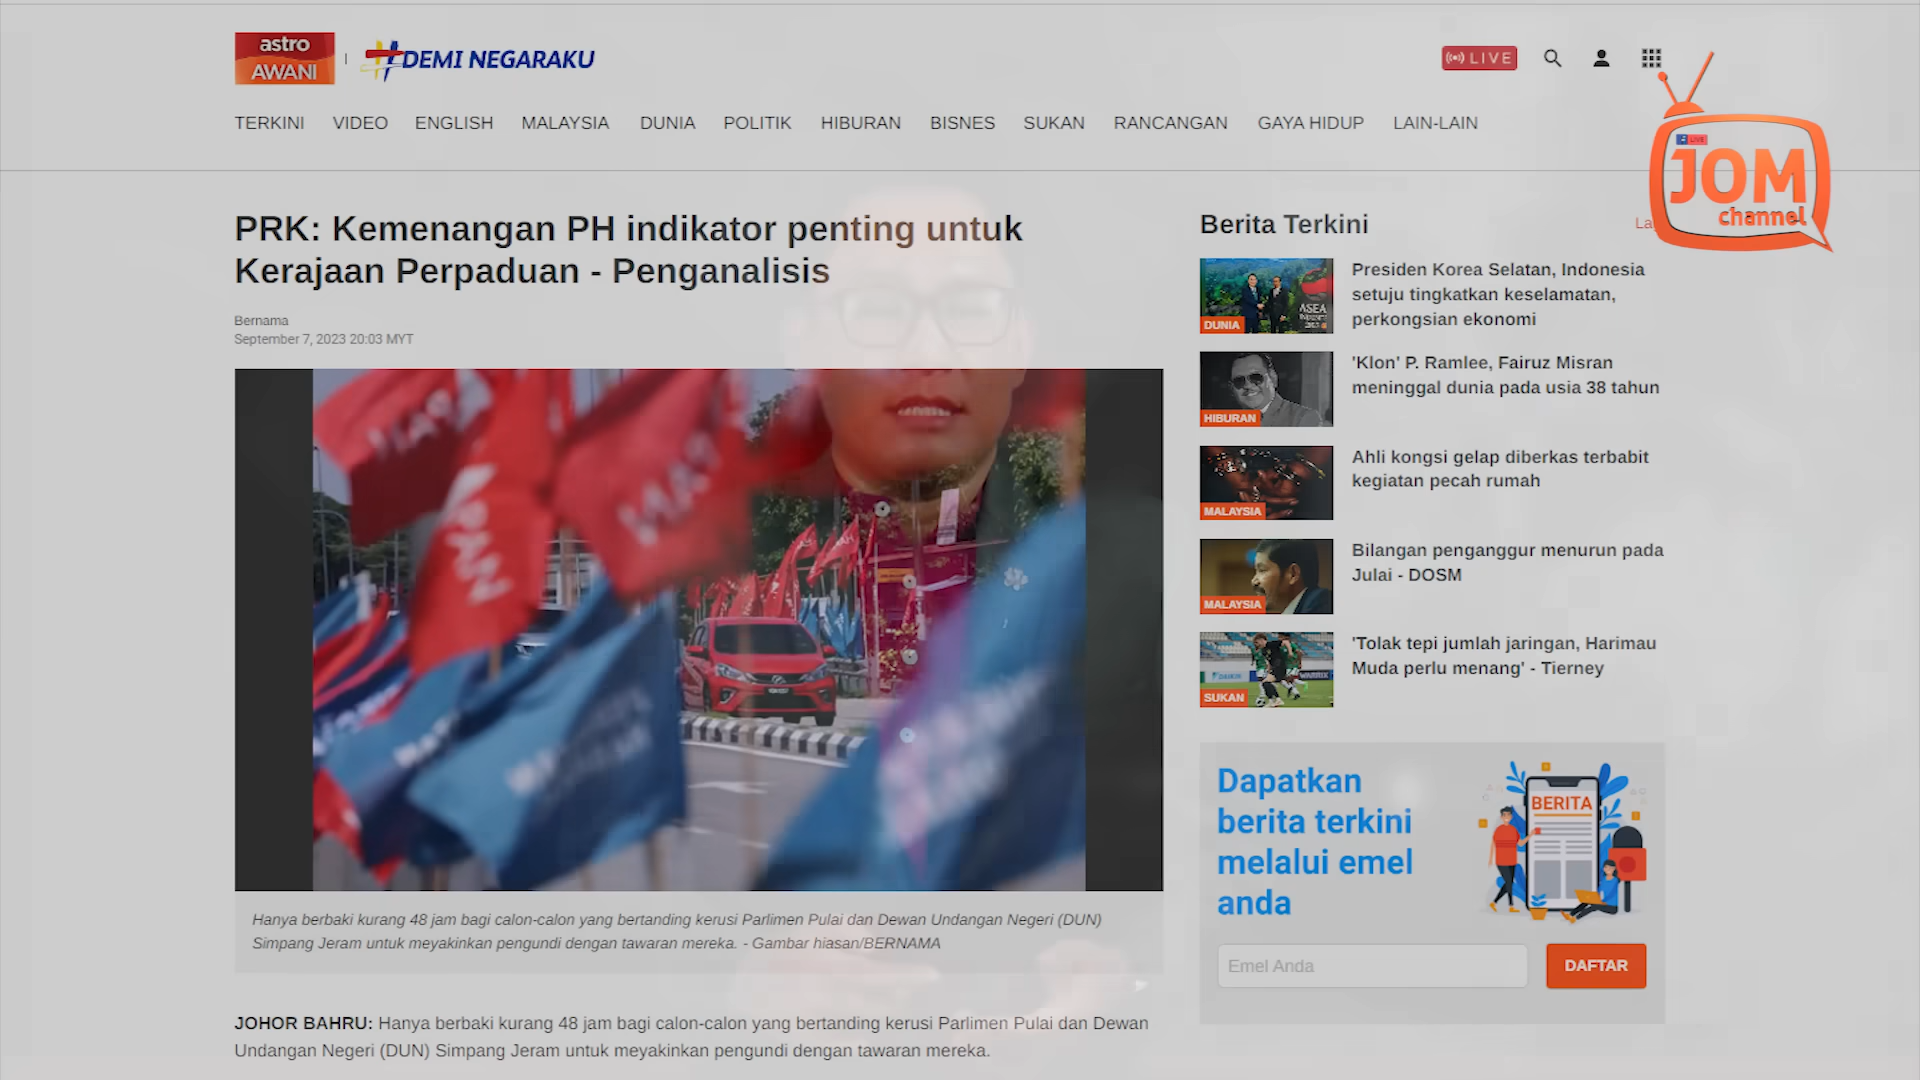 astro
AWANI
DEMI NEGARAKU
LIVE
TERKINI VIDEO ENGLISH MALAYSIA DUNIA POLITIK HIBURAN BISNES SUKAN RANCANGAN GAYA HIDUP LAIN-LAIN
LIVE
JOM
channel
PRK: Kemenangan PH indikator penting untuk
Kerajaan Perpaduan - Penganalisis
Bernama
September 7, 2023 20:03 MYT
Hanya berbaki kurang 48 jam bagi calon-calon yang bertanding kerusi Parlimen Pulai dan Dewan Undangan Negeri (DUN)
Simpang Jeram untuk meyakinkan pengundi dengan tawaran mereka. - Gambar hiasan/BERNAMA
JOHOR BAHRU: Hanya berbaki kurang 48 jam bagi calon-calon yang bertanding kerusi Parlimen Pulai dan Dewan
Undangan Negeri (DUN) Simpang Jeram untuk meyakinkan pengundi dengan tawaran mereka.
Berita Terkini
DUNIA
Presiden Korea Selatan, Indonesia
setuju tingkatkan keselamatan,
perkongsian ekonomi
HIBURAN
'Klon' P. Ramlee, Fairuz Misran
meninggal dunia pada usia 38 tahun
MALAYSIA
Ahli kongsi gelap diberkas terbabit
kegiatan pecah rumah
MALAYSIA
Bilangan penganggur menurun pada
Julai - DOSM
SUKAN
'Tolak tepi jumlah jaringan, Harimau
Muda perlu menang' - Tierney
Dapatkan
berita terkini
melalui emel
anda
BERITA
Emel Anda
DAFTAR